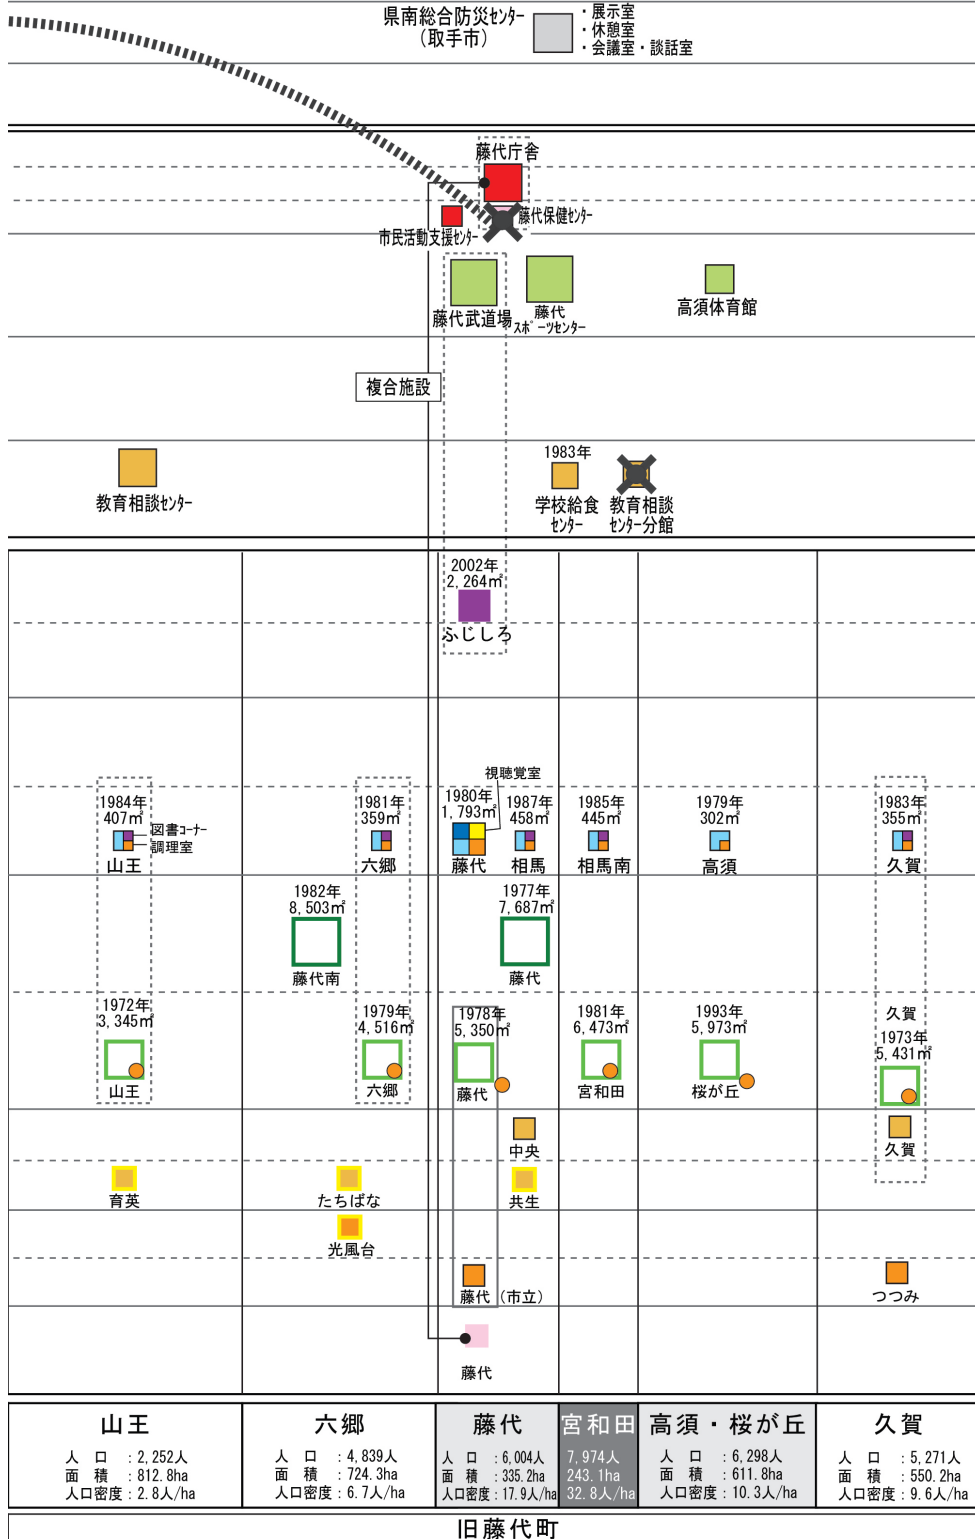 県南総合防災センター
(取手市)
・展示室
・休憩室
・会議室・談話室
藤代庁舎
藤代保健センター
市民活動支援センター
藤代武道場
藤代
スポーツセンター
高須体育館
複合施設
教育相談センター
1983年
学校給食
センター
教育相談
センター分館
2002年
2,264㎡
ふじしろ
視聴覚室
1984年
407㎡
図書コーナー
調理室
山王
1981年
359㎡
六郷
1980年
1,793㎡
藤代
1987年
458㎡
相馬
1985年
445㎡
相馬南
1979年
302㎡
高須
1983年
355㎡
久賀
1982年
8,503㎡
藤代南
1977年
7,687㎡
藤代
1972年
3,345㎡
山王
1979年
4,516㎡
六郷
1978年
5,350㎡
藤代
1981年
6,473㎡
宮和田
1993年
5,973㎡
桜が丘
久賀
1973年
5,431㎡
中央
久賀
育英
たちばな
共生
光風台
藤代(市立)
つつみ
藤代
山王
人口:2,252人
面積:812.8ha
人口密度:2.8人/ha
六郷
人口:4,839人
面積:724.3ha
人口密度:6.7人/ha
藤代
人口:6,004人
面積:335.2ha
人口密度:17.9人/ha
宮和田
7,974人
243.1ha
32.8人/ha
高須・桜が丘
人口:6,298人
面積:611.8ha
人口密度:10.3人/ha
久賀
人口:5,271人
面積:550.2ha
人口密度:9.6人/ha
旧藤代町